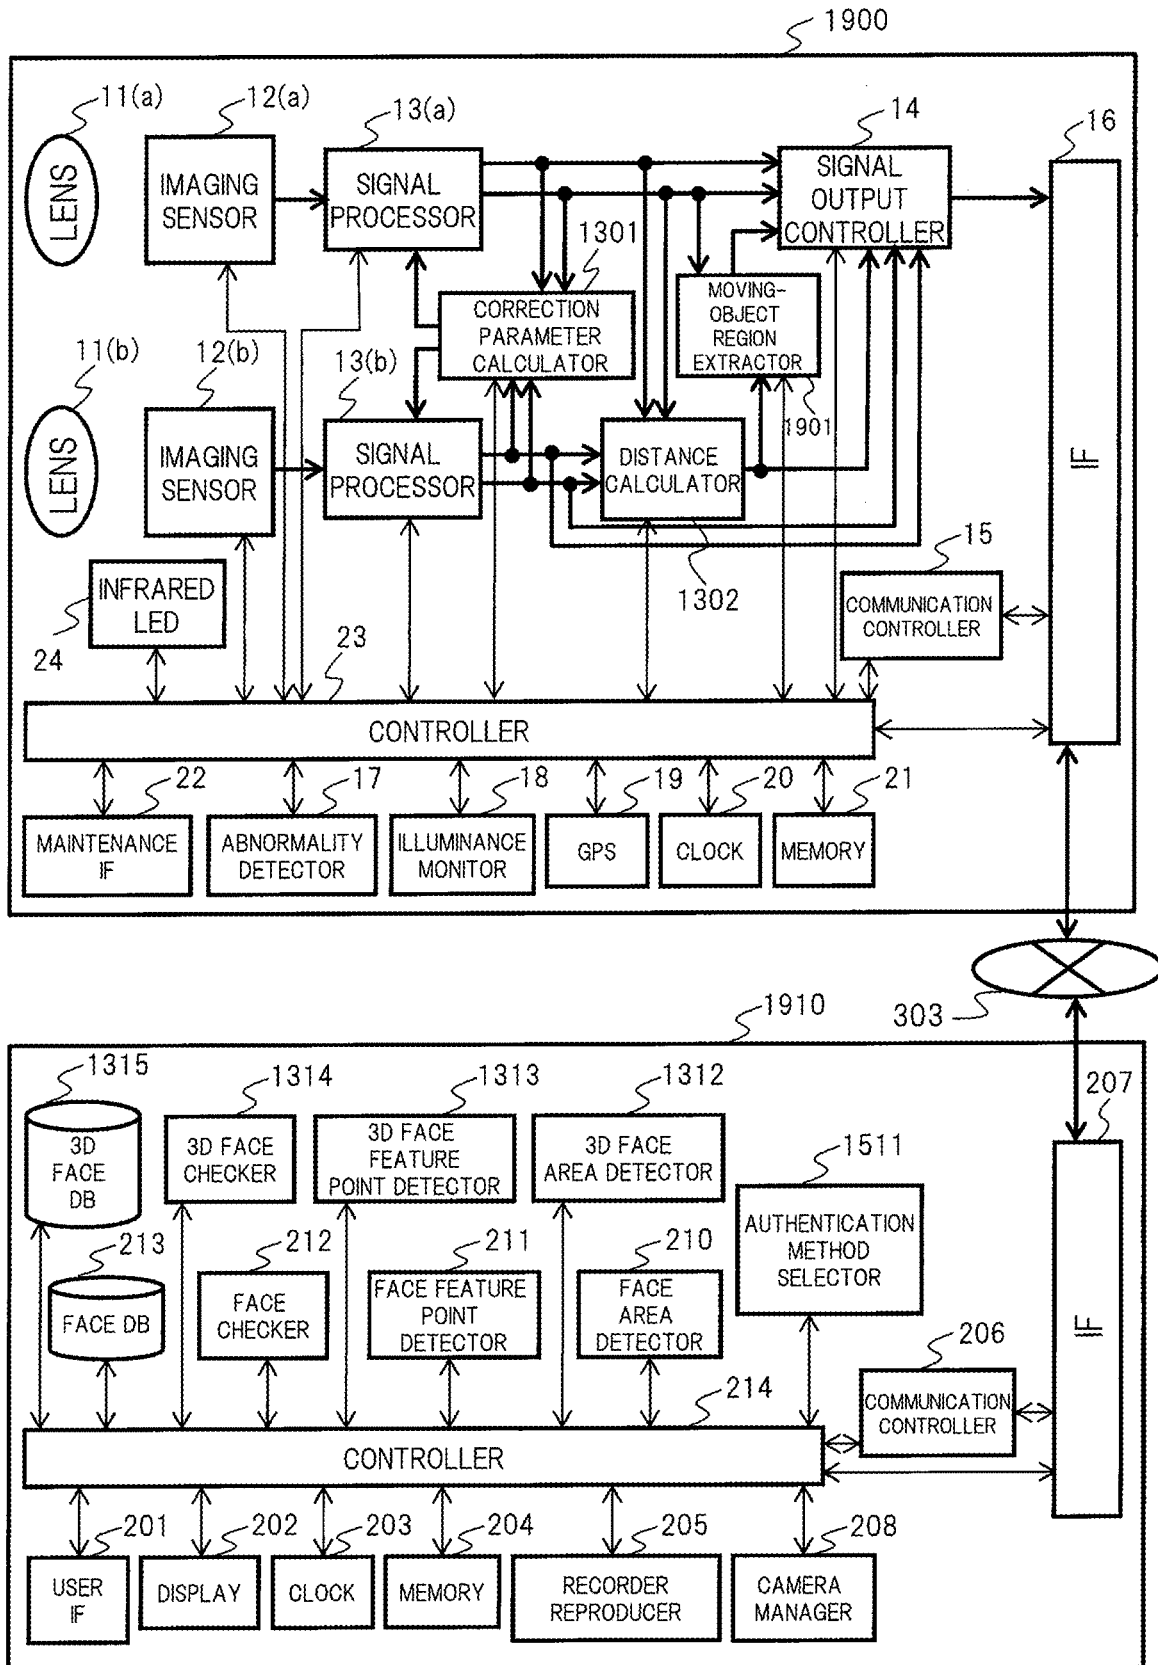 1900
11(a)
12(a)
13(a)
14
16
LENS
IMAGING
SENSOR
SIGNAL
PROCESSOR
SIGNAL
OUTPUT
CONTROLLER
1301
CORRECTION
PARAMETER
CALCULATOR
MOVING-
OBJECT
REGION
EXTRACTOR
1901
11(b)
12(b)
13(b)
LENS
IMAGING
SENSOR
SIGNAL
PROCESSOR
DISTANCE
CALCULATOR
1302
IF
15
COMMUNICATION
CONTROLLER
INFRARED
LED
24
23
CONTROLLER
22
17
18
19
20
21
MAINTENANCE
IF
ABNORMALITY
DETECTOR
ILLUMINANCE
MONITOR
GPS
CLOCK
MEMORY
303
1910
1315
1314
1313
1312
207
3D
FACE
DB
3D FACE
CHECKER
3D FACE
FEATURE
POINT DETECTOR
3D FACE
AREA DETECTOR
1511
AUTHENTICATION
METHOD
SELECTOR
213
212
211
210
FACE DB
FACE
CHECKER
FACE FEATURE
POINT
DETECTOR
FACE
AREA
DETECTOR
IF
206
COMMUNICATION
CONTROLLER
214
CONTROLLER
201
202
203
204
205
208
USER
IF
DISPLAY
CLOCK
MEMORY
RECORDER
REPRODUCER
CAMERA
MANAGER